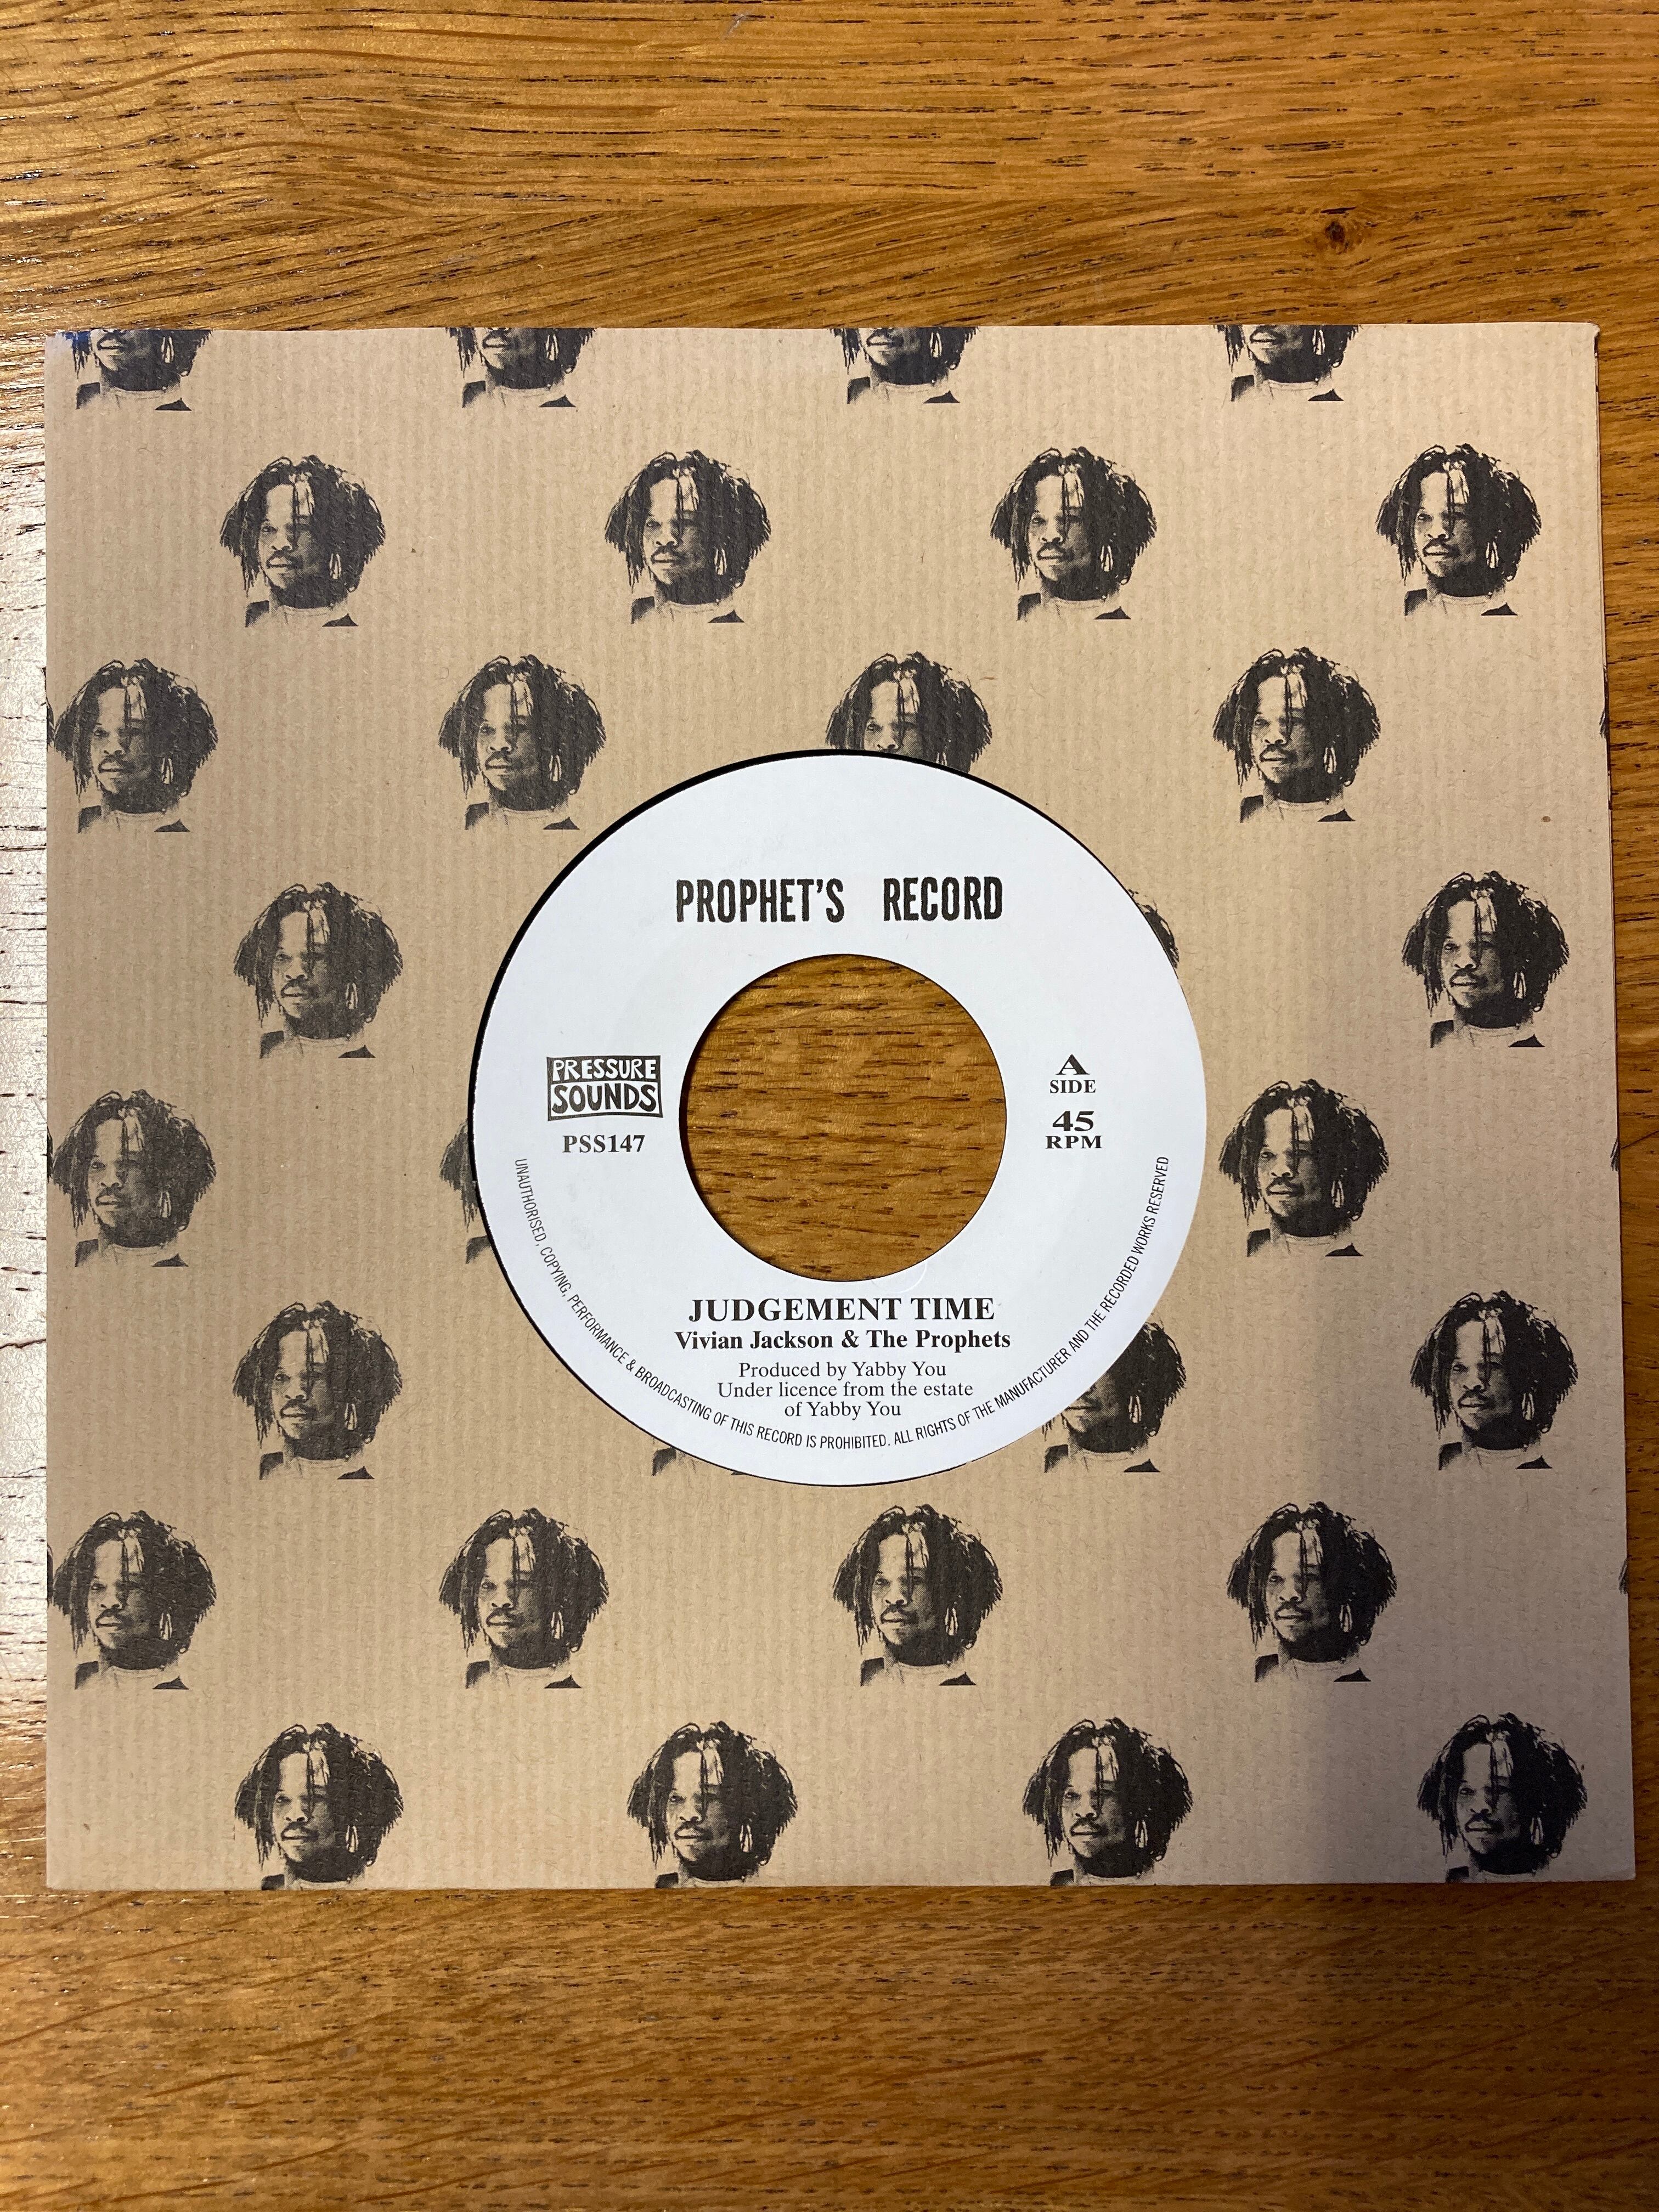 PROPHET'S RECORD
PRESSURE
SOUNDS
PSS147
A
SIDE
45
RPM
JUDGEMENT TIME
Vivian Jackson & The Prophets
Produced by Yabby You
Under licence from the estate
of Yabby You
UNAUTHORISED, COPYING, PERFORMANCE & BROADCASTING OF THIS RECORD IS PROHIBITED. ALL RIGHTS OF THE MANUFACTURER AND THE RECORDED WORKS RESERVED